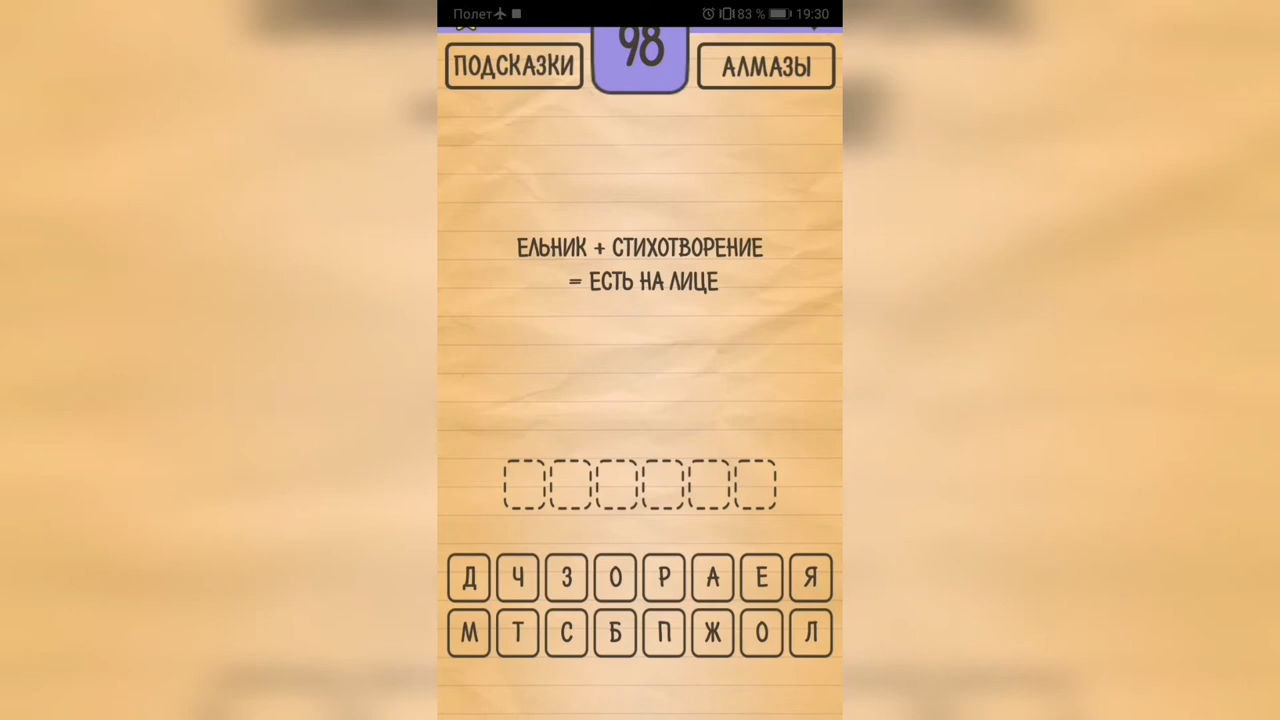 Полет 83 % 19:30
ПОДСКАЗКИ 98 АЛМАЗЫ
ЕЛЬНИК + СТИХОТВОРЕНИЕ
= ЕСТЬ НА ЛИЦЕ
Д Ч З О Р А Е Я
М Т С Б П Ж О Л